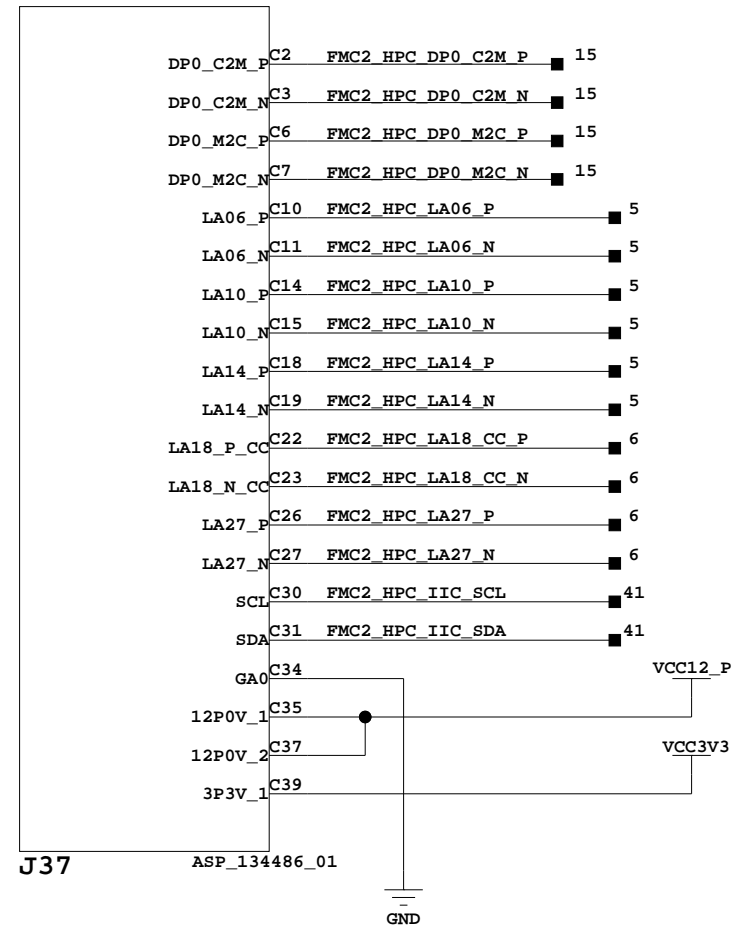 DP0_C2M_P C2 FMC2_HPC_DP0_C2M_P 15
DP0_C2M_N C3 FMC2_HPC_DP0_C2M_N 15
DP0_M2C_P C6 FMC2_HPC_DP0_M2C_P 15
DP0_M2C_N C7 FMC2_HPC_DP0_M2C_N 15
LA06_P C10 FMC2_HPC_LA06_P 5
LA06_N C11 FMC2_HPC_LA06_N 5
LA10_P C14 FMC2_HPC_LA10_P 5
LA10_N C15 FMC2_HPC_LA10_N 5
LA14_P C18 FMC2_HPC_LA14_P 5
LA14_N C19 FMC2_HPC_LA14_N 5
LA18_P_CC C22 FMC2_HPC_LA18_CC_P 6
LA18_N_CC C23 FMC2_HPC_LA18_CC_N 6
LA27_P C26 FMC2_HPC_LA27_P 6
LA27_N C27 FMC2_HPC_LA27_N 6
SCL C30 FMC2_HPC_IIC_SCL 41
SDA C31 FMC2_HPC_IIC_SDA 41
GA0 C34 VCC12_P
12P0V_1 C35
12P0V_2 C37 VCC3V3
3P3V_1 C39
J37 ASP_134486_01
GND